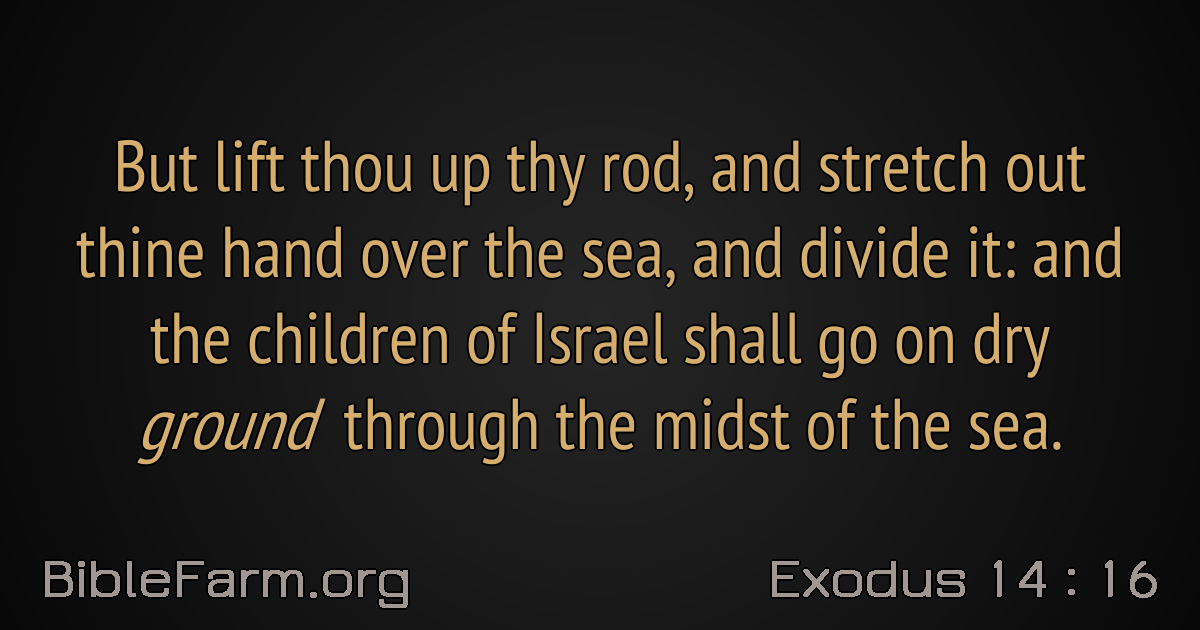 But lift thou up thy rod, and stretch out
thine hand over the sea, and divide it: and
the children of Israel shall go on dry
ground through the midst of the sea.
BibleFarm.org
Exodus 14 : 16